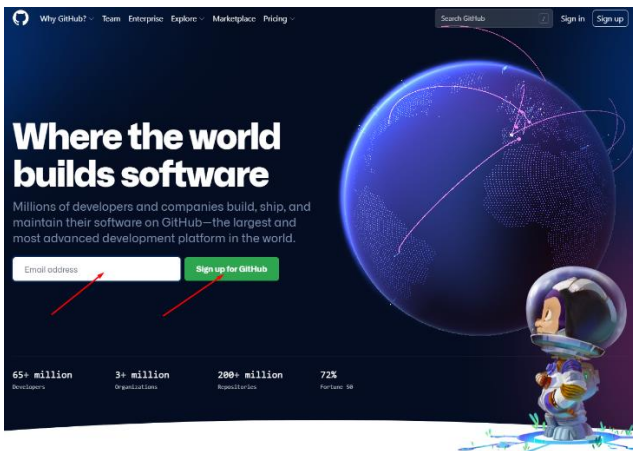 Why GitHub? Team Enterprise Explore Marketplace Pricing Search GitHub / Sign in Sign up
Where the world
builds software
Millions of developers and companies build, ship, and
maintain their software on GitHub—the largest and
most advanced development platform in the world.
Email address Sign up for GitHub
65+ million 3+ million 200+ million 72%
Developers Organizations Repositories Fortune 50